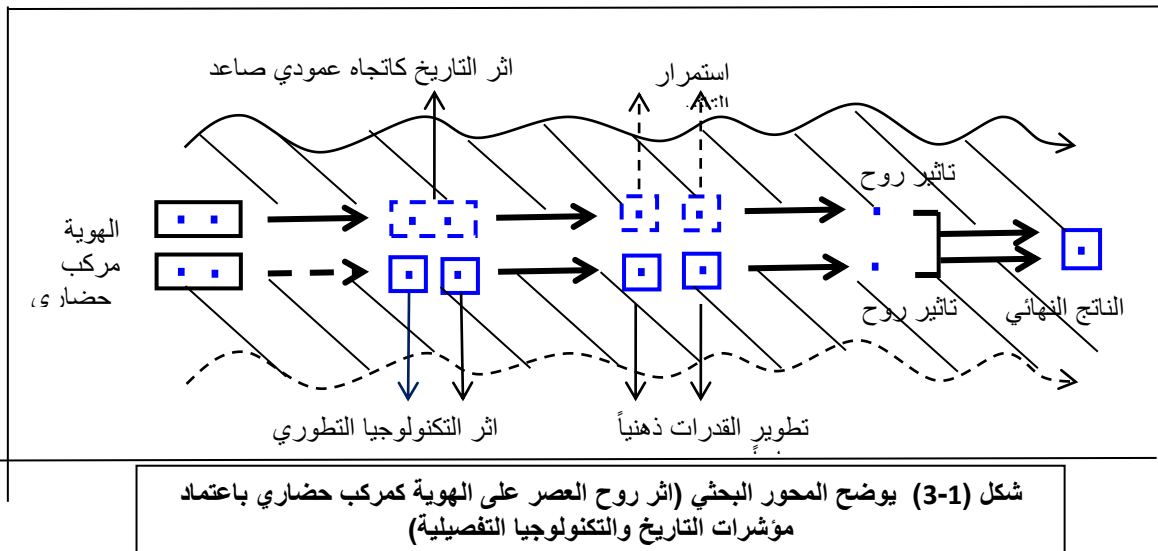 اثر التاريخ كاتجاه عمودي صاعد
استمرار
تاثير روح
الهوية
مركب
حضاري
تاثير روح
الناتج النهائي
اثر التكنولوجيا التطوري
تطوير القدرات ذهنياً
شكل (1-3) يوضح المحور البحثي (اثر روح العصر على الهوية كمركب حضاري باعتماد
مؤشرات التاريخ والتكنولوجيا التفصيلية)